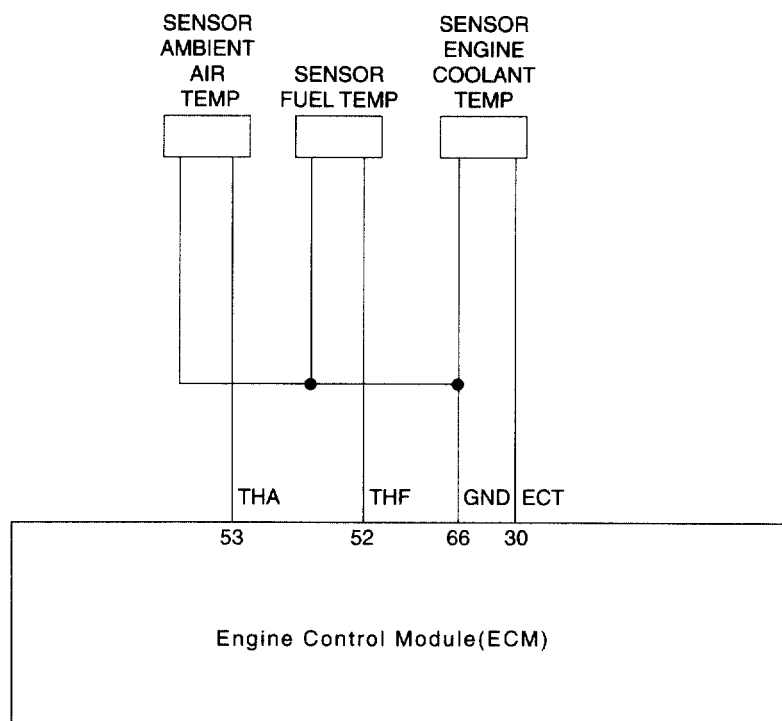 SENSOR
AMBIENT
AIR
TEMP
SENSOR
FUEL TEMP
SENSOR
ENGINE
COOLANT
TEMP
THA
THF
GND
ECT
53
52
66
30
Engine Control Module(ECM)